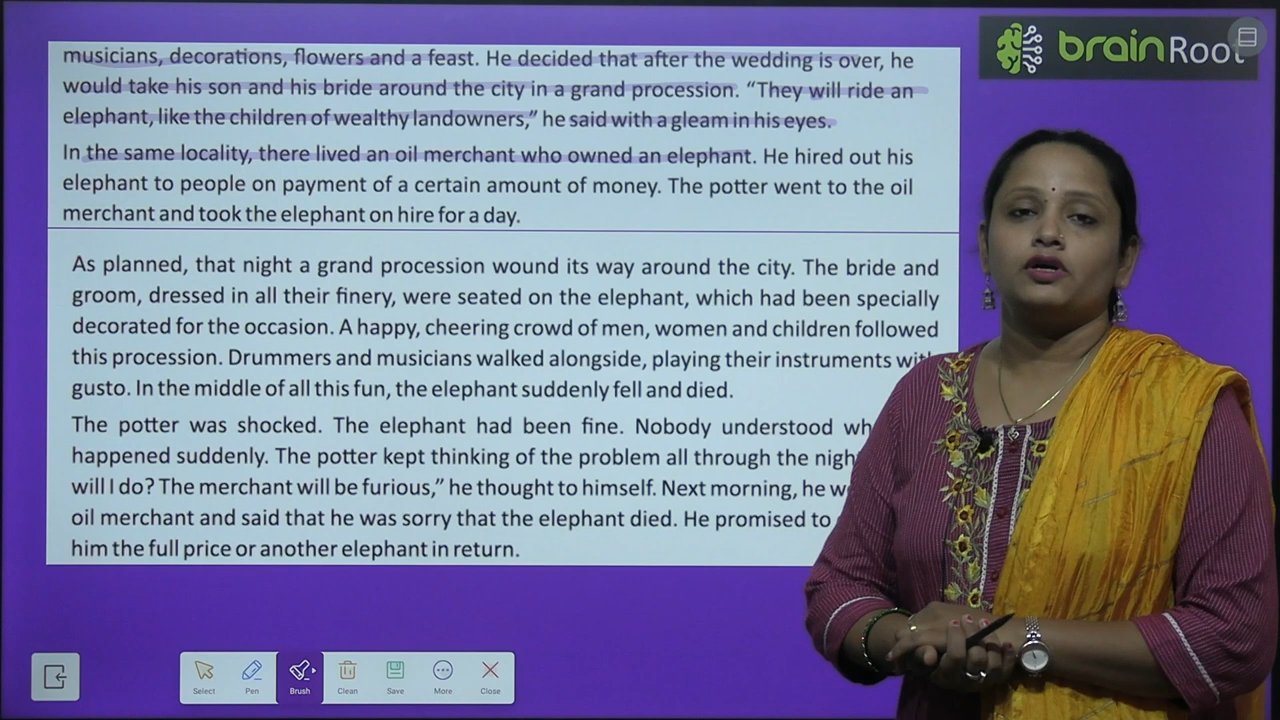 musicians, decorations, flowers and a feast. He decided that after the wedding is over, he
would take his son and his bride around the city in a grand procession. “They will ride an
elephant, like the children of wealthy landowners,” he said with a gleam in his eyes.
In the same locality, there lived an oil merchant who owned an elephant. He hired out his
elephant to people on payment of a certain amount of money. The potter went to the oil
merchant and took the elephant on hire for a day.
As planned, that night a grand procession wound its way around the city. The bride and
groom, dressed in all their finery, were seated on the elephant, which had been specially
decorated for the occasion. A happy, cheering crowd of men, women and children followed
this procession. Drummers and musicians walked alongside, playing their instruments with
gusto. In the middle of all this fun, the elephant suddenly fell and died.
The potter was shocked. The elephant had been fine. Nobody understood
happened suddenly. The potter kept thinking of the problem all through the
will I do? The merchant will be furious,” he thought to himself. Next morning, he
oil merchant and said that he was sorry that the elephant died. He promised to
him the full price or another elephant in return.
brainRoot
Select Pen Brush Clean Save More Close